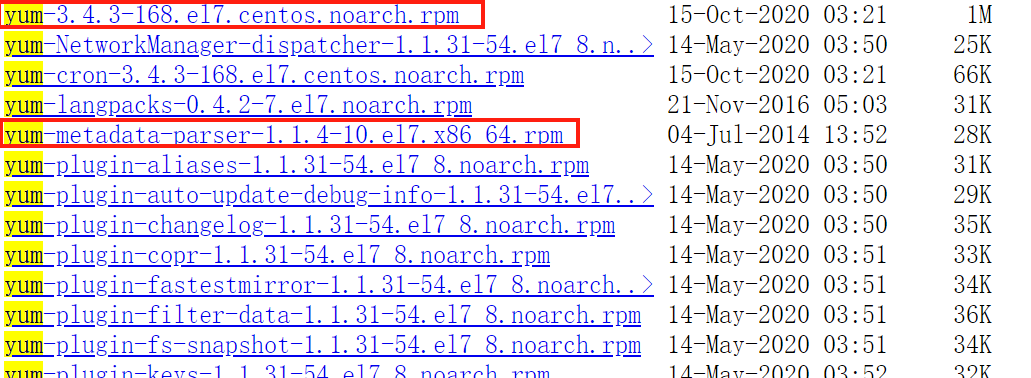 yum-3.4.3-168.el7.centos.noarch.rpm 15-Oct-2020 03:21 1M
yum-NetworkManager-dispatcher-1.1.31-54.el7_8.n..> 14-May-2020 03:50 25K
yum-cron-3.4.3-168.el7.centos.noarch.rpm 15-Oct-2020 03:21 66K
yum-langpacks-0.4.2-7.el7.noarch.rpm 21-Nov-2016 05:03 31K
yum-metadata-parser-1.1.4-10.el7.x86_64.rpm 04-Jul-2014 13:52 28K
yum-plugin-aliases-1.1.31-54.el7_8.noarch.rpm 14-May-2020 03:50 31K
yum-plugin-auto-update-debug-info-1.1.31-54.el7..> 14-May-2020 03:50 29K
yum-plugin-changelog-1.1.31-54.el7_8.noarch.rpm 14-May-2020 03:50 35K
yum-plugin-copr-1.1.31-54.el7_8.noarch.rpm 14-May-2020 03:51 33K
yum-plugin-fastestmirror-1.1.31-54.el7_8.noarch..> 14-May-2020 03:51 34K
yum-plugin-filter-data-1.1.31-54.el7_8.noarch.rpm 14-May-2020 03:51 36K
yum-plugin-fs-snapshot-1.1.31-54.el7_8.noarch.rpm 14-May-2020 03:51 34K
yum-plugin-keys-1.1.31-54.el7_8.noarch.rpm 14-May-2020 03:52 32K